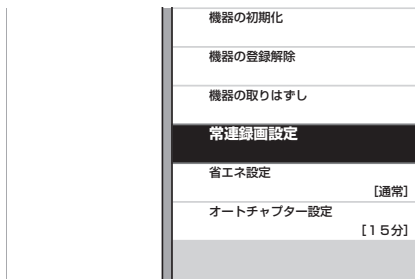 機器の初期化
機器の登録解除
機器の取りはずし
常連録画設定
省エネ設定
［通常］
オートチャプター設定
［１５分］